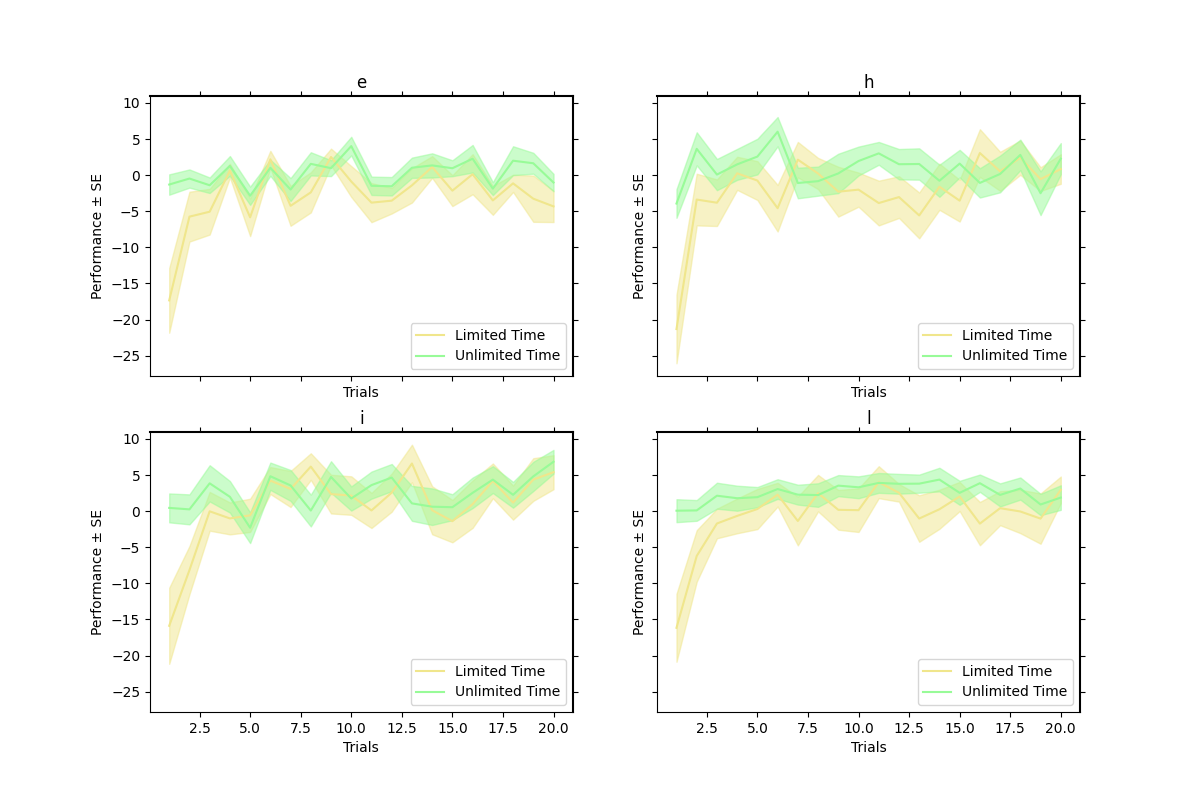 e
h
10
5
0
−5
−10
−15
−20
−25
Performance ± SE
Performance ± SE
Limited Time
Unlimited Time
Limited Time
Unlimited Time
Trials
Trials
i
l
10
5
0
−5
−10
−15
−20
−25
Performance ± SE
Performance ± SE
Limited Time
Unlimited Time
Limited Time
Unlimited Time
2.5 5.0 7.5 10.0 12.5 15.0 17.5 20.0
2.5 5.0 7.5 10.0 12.5 15.0 17.5 20.0
Trials
Trials